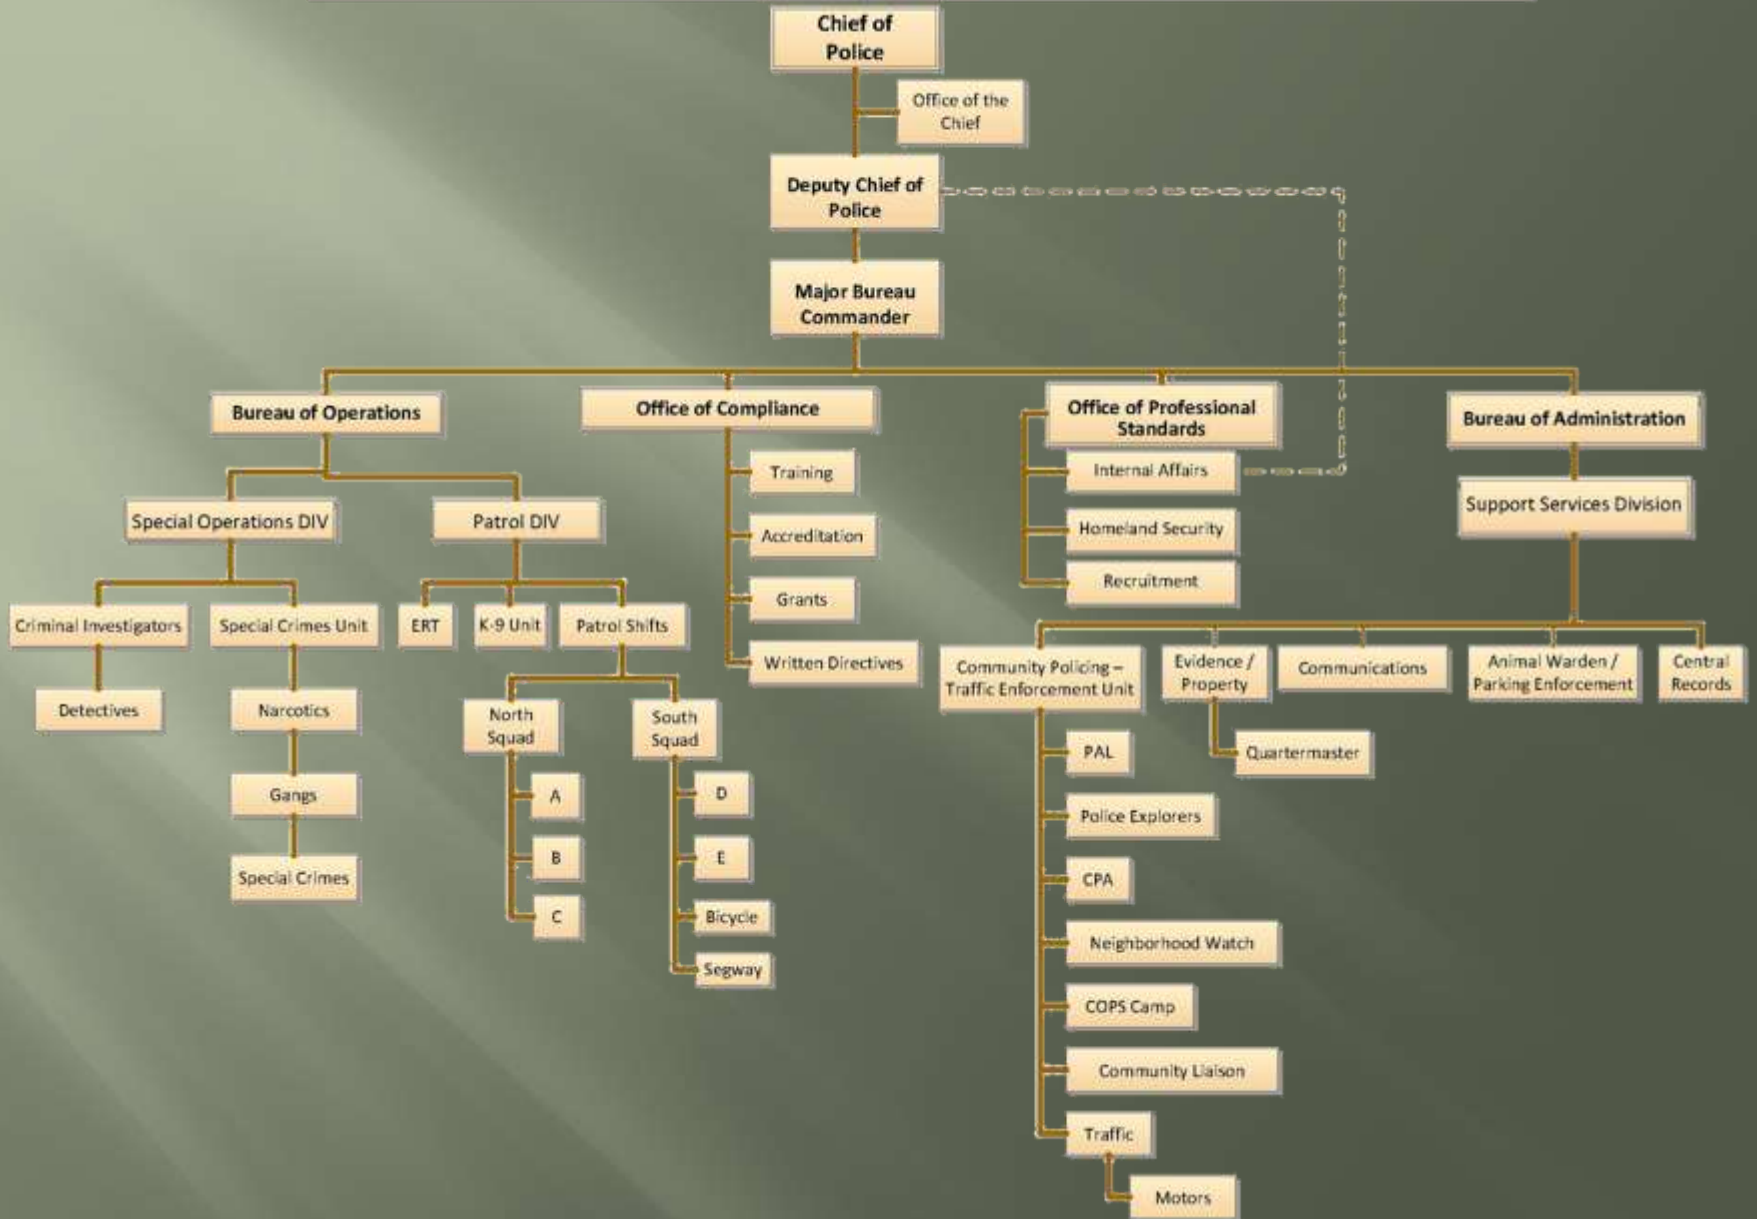 Chief of
Police
Office of the
Chief
Deputy Chief of
Police
Major Bureau
Commander
Bureau of Operations
Office of Compliance
Office of Professional
Standards
Bureau of Administration
Training
Internal Affairs
Special Operations DIV
Patrol DIV
Support Services Division
Accreditation
Homeland Security
Recruitment
Grants
Criminal Investigators
Special Crimes Unit
ERT
K-9 Unit
Patrol Shifts
Written Directives
Community Policing –
Traffic Enforcement Unit
Evidence /
Property
Communications
Animal Warden /
Parking Enforcement
Central
Records
Detectives
Narcotics
North
Squad
South
Squad
PAL
Quartermaster
Gangs
A
D
Police Explorers
B
E
Special Crimes
CPA
C
Bicycle
Neighborhood Watch
Segway
COPS Camp
Community Liaison
Traffic
Motors